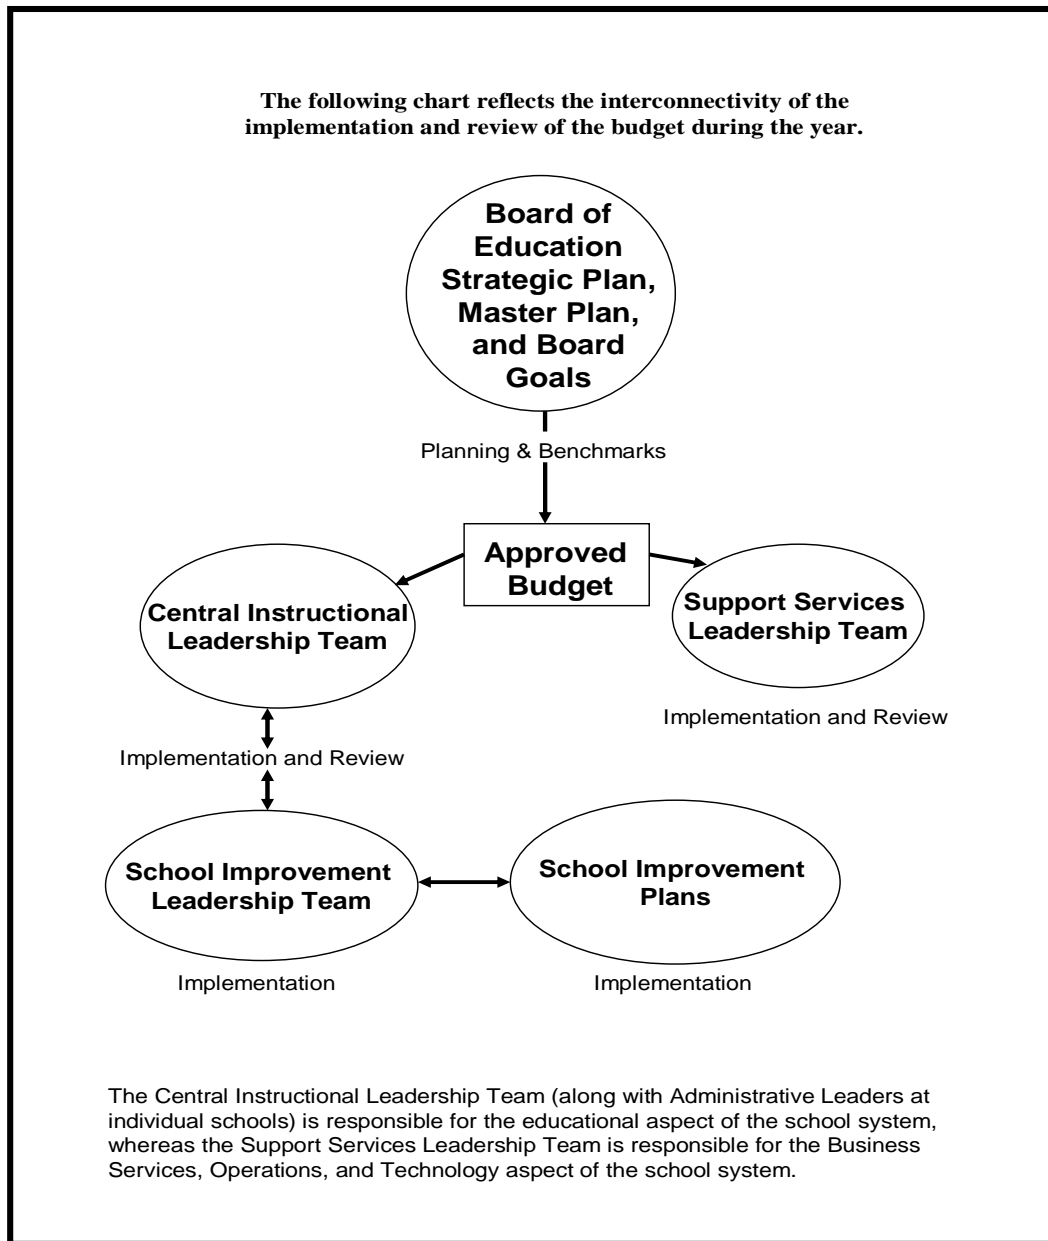 The following chart reflects the interconnectivity of the
implementation and review of the budget during the year.
Board of
Education
Strategic Plan,
Master Plan,
and Board
Goals
Planning & Benchmarks
Approved
Budget
Central Instructional
Leadership Team
Support Services
Leadership Team
Implementation and Review
Implementation and Review
School Improvement
Leadership Team
School Improvement
Plans
Implementation
Implementation
The Central Instructional Leadership Team (along with Administrative Leaders at
individual schools) is responsible for the educational aspect of the school system,
whereas the Support Services Leadership Team is responsible for the Business
Services, Operations, and Technology aspect of the school system.